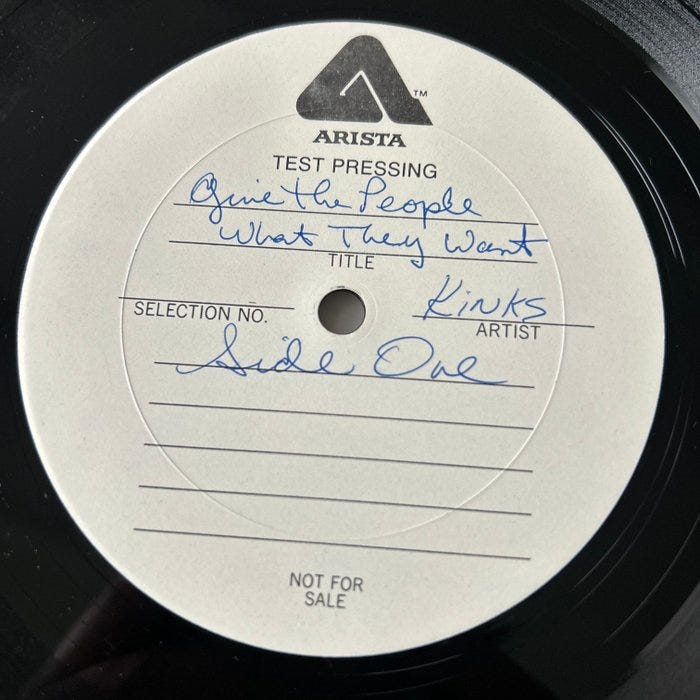 TM
ARISTA
TEST PRESSING
Give the People
What They Want
TITLE
SELECTION NO.
KINKS
ARTIST
Side One
NOT FOR
SALE